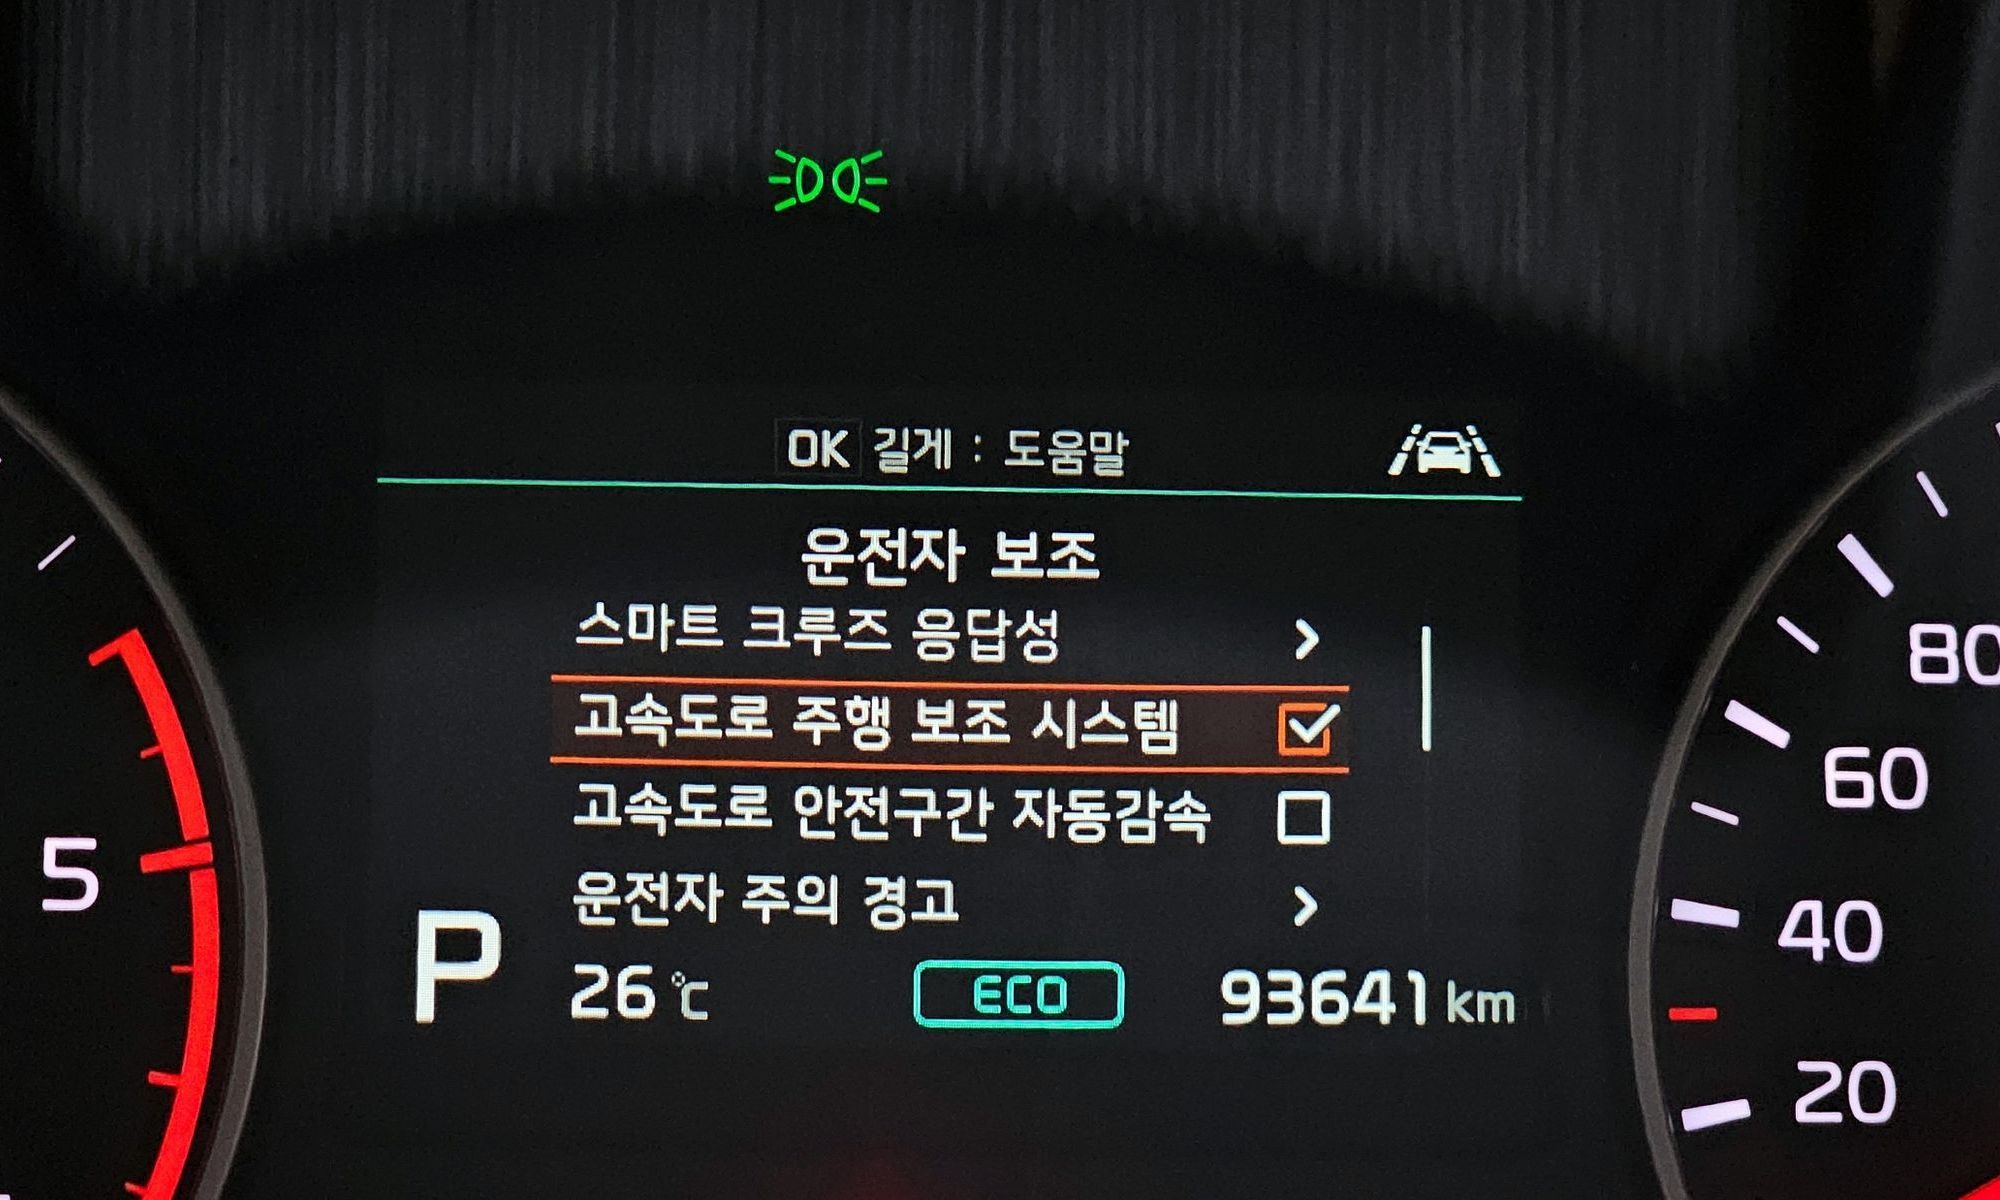 OK 길게 : 도움말
운전자 보조
스마트 크루즈 응답성
고속도로 주행 보조 시스템
고속도로 안전구간 자동감속
운전자 주의 경고
P
26 ℃
ECO
93641 km
5
80
60
40
20